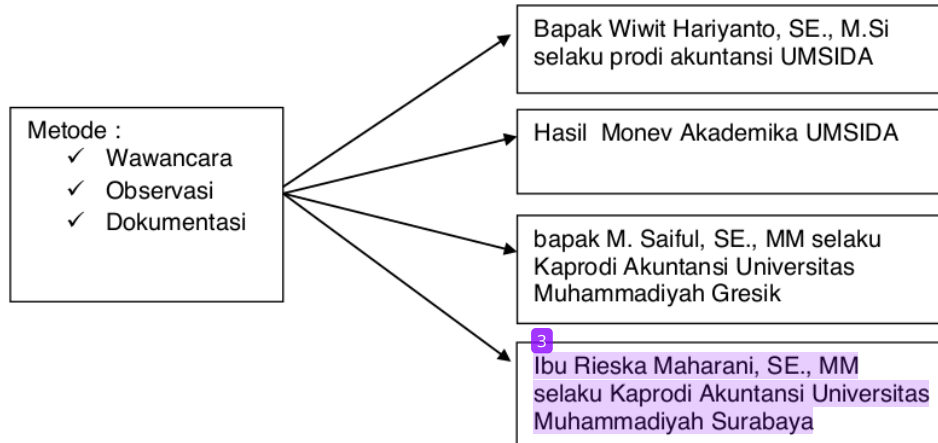 Metode :
✓ Wawancara
✓ Observasi
✓ Dokumentasi
Bapak Wiwit Hariyanto, SE., M.Si
selaku prodi akuntansi UMSIDA
Hasil Monev Akademika UMSIDA
bapak M. Saiful, SE., MM selaku
Kaprodi Akuntansi Universitas
Muhammadiyah Gresik
3
Ibu Rieska Maharani, SE., MM
selaku Kaprodi Akuntansi Universitas
Muhammadiyah Surabaya